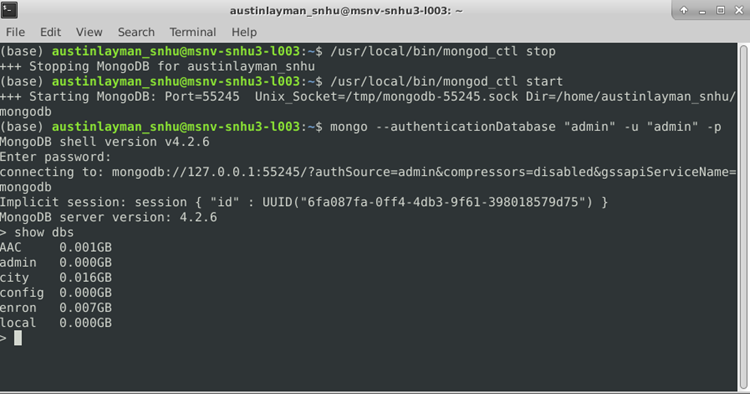 austinlayman_snhu@msnv-snhu3-l003: ~
File Edit View Search Terminal Help
(base) austinlayman_snhu@msnv-snhu3-l003:~$ /usr/local/bin/mongod_ctl stop
+++ Stopping MongoDB for austinlayman_snhu
(base) austinlayman_snhu@msnv-snhu3-l003:~$ /usr/local/bin/mongod_ctl start
+++ Starting MongoDB: Port=55245  Unix_Socket=/tmp/mongodb-55245.sock Dir=/home/austinlayman_snhu/
mongodb
(base) austinlayman_snhu@msnv-snhu3-l003:~$ mongo --authenticationDatabase "admin" -u "admin" -p
MongoDB shell version v4.2.6
Enter password:
connecting to: mongodb://127.0.0.1:55245/?authSource=admin&compressors=disabled&gssapiServiceName=
mongodb
Implicit session: session { "id" : UUID("6fa087fa-0ff4-4db3-9f61-398018579d75") }
MongoDB server version: 4.2.6
> show dbs
AAC     0.001GB
admin   0.000GB
city    0.016GB
config  0.000GB
enron   0.007GB
local   0.000GB
>